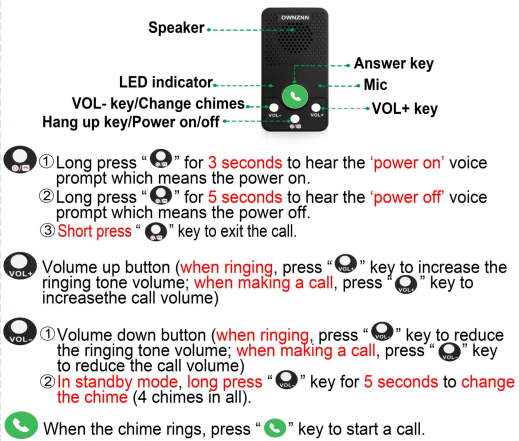 OWNZNN
Speaker
Answer key
LED indicator
Mic
VOL- key/Change chimes
VOL+ key
VOL-
VOL+
Hang up key/Power on/off
①Long press “ ” for 3 seconds to hear the ‘power on’ voice
prompt which means the power on.
②Long press “ ” for 5 seconds to hear the ‘power off’ voice
prompt which means the power off.
③Short press “ ” key to exit the call.
VOL+
Volume up button (when ringing, press “VOL+” key to increase the
ringing tone volume; when making a call, press “VOL+” key to
increasethe call volume)
VOL-
①Volume down button (when ringing, press “VOL-” key to reduce
the ringing tone volume; when making a call, press “VOL-” key
to reduce the call volume)
②In standby mode, long press “VOL-” key for 5 seconds to change
the chime (4 chimes in all).
When the chime rings, press “ ” key to start a call.